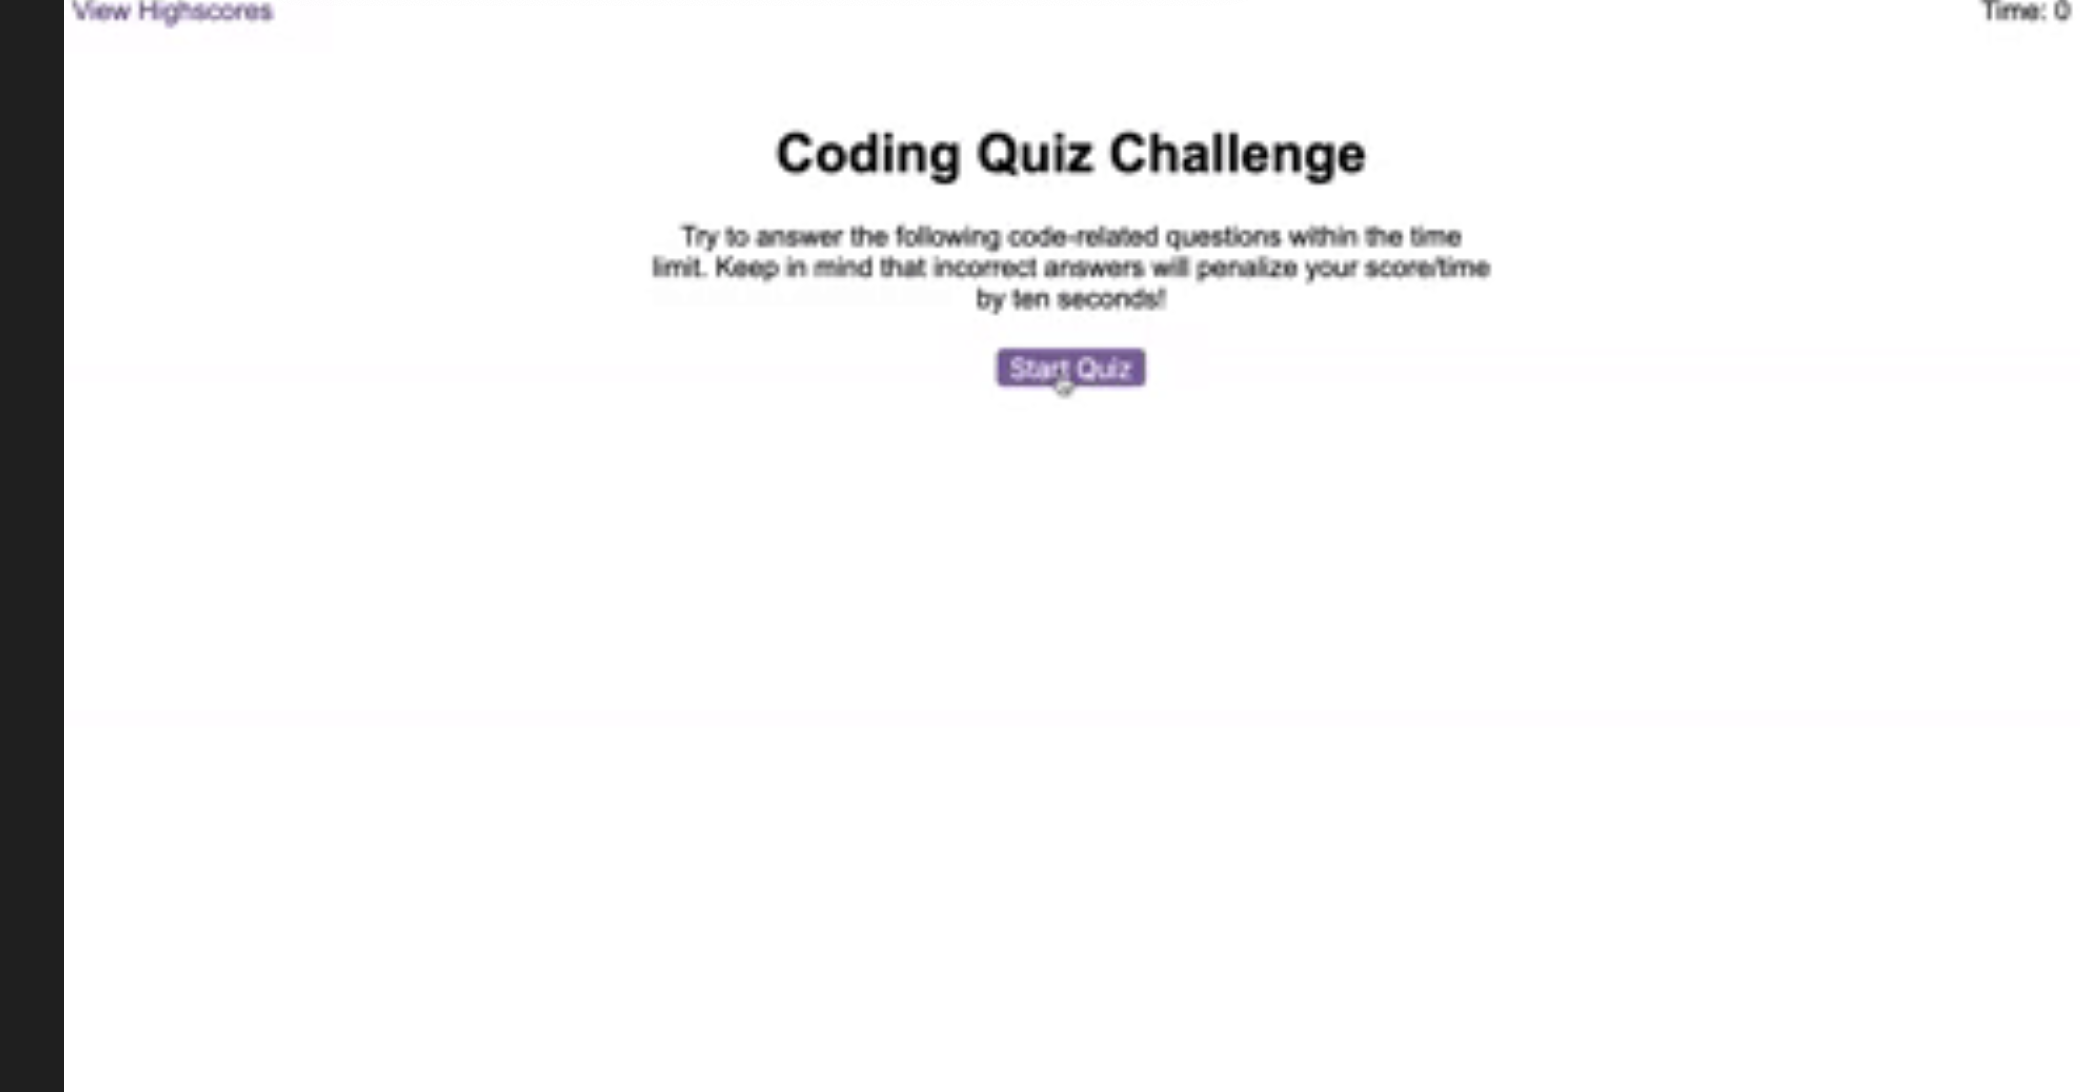 View Highscores
Time: 0
Coding Quiz Challenge
Try to answer the following code-related questions within the time
limit. Keep in mind that incorrect answers will penalize your score/time
by ten seconds!
Start Quiz